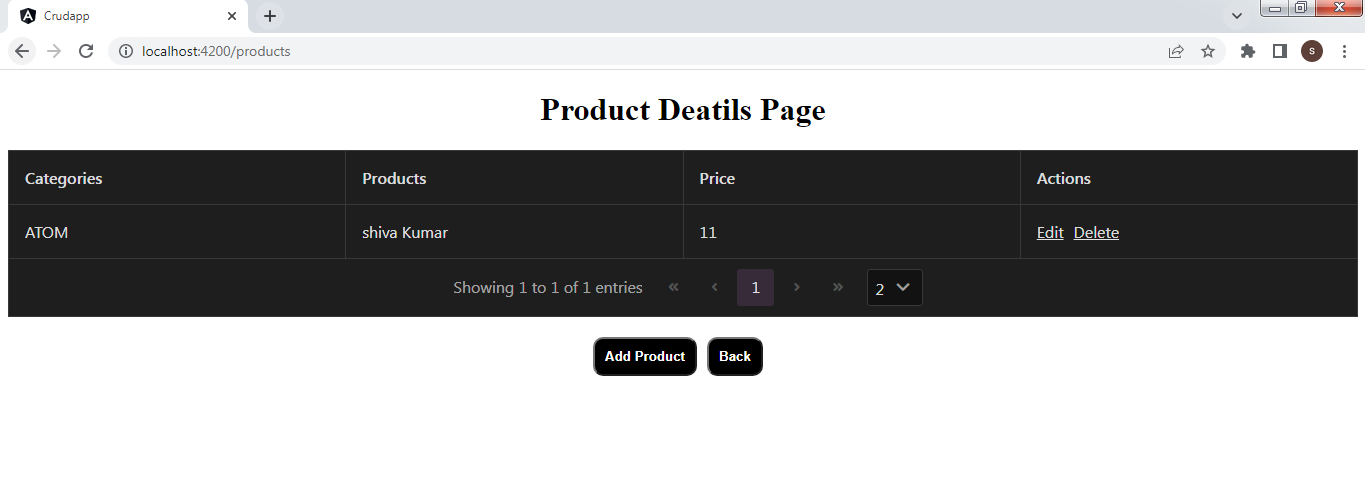 Crudapp
localhost:4200/products
S
Product Deatils Page
Categories Products Price Actions
ATOM shiva Kumar 11 Edit Delete
Showing 1 to 1 of 1 entries « ‹ 1 › » 2
Add Product Back